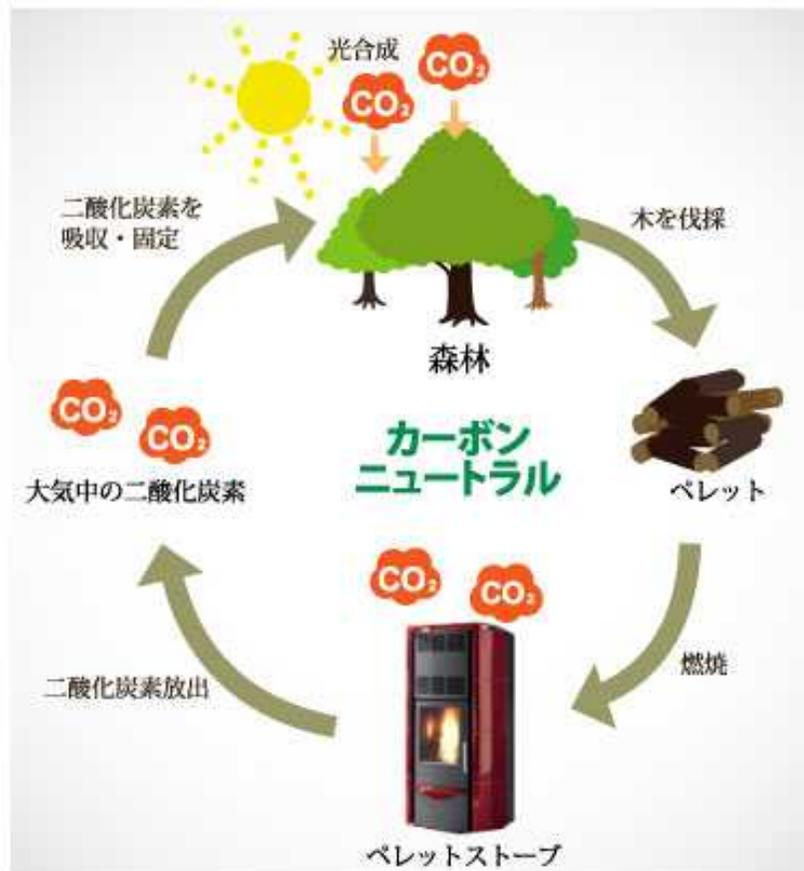 光合成
CO₂
CO₂
二酸化炭素を
吸収・固定
木を伐採
森林
CO₂
CO₂
大気中の二酸化炭素
カーボン
ニュートラル
ペレット
CO₂
CO₂
二酸化炭素放出
燃焼
ペレットストーブ